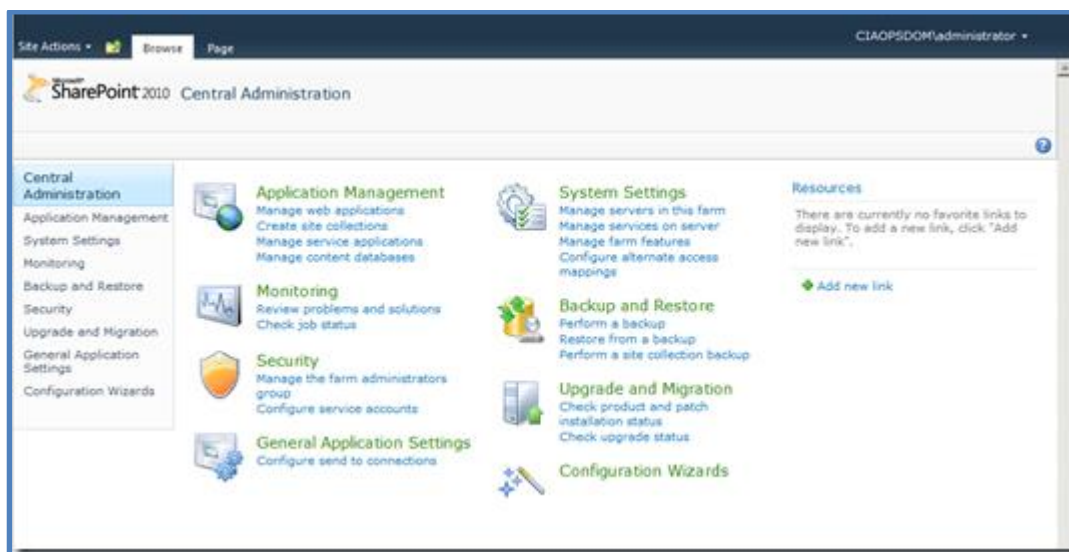 Site Actions
Browse
Page
CIAOPSDOM\administrator
Microsoft
SharePoint 2010
Central Administration
Central
Administration
Application Management
System Settings
Monitoring
Backup and Restore
Security
Upgrade and Migration
General Application
Settings
Configuration Wizards
Application Management
Manage web applications
Create site collections
Manage service applications
Manage content databases
Monitoring
Review problems and solutions
Check job status
Security
Manage the farm administrators
group
Configure service accounts
General Application Settings
Configure send to connections
System Settings
Manage servers in this farm
Manage services on server
Manage farm features
Configure alternate access
mappings
Backup and Restore
Perform a backup
Restore from a backup
Perform a site collection backup
Upgrade and Migration
Check product and patch
installation status
Check upgrade status
Configuration Wizards
Resources
There are currently no favorite links to
display. To add a new link, click "Add
new link".
Add new link